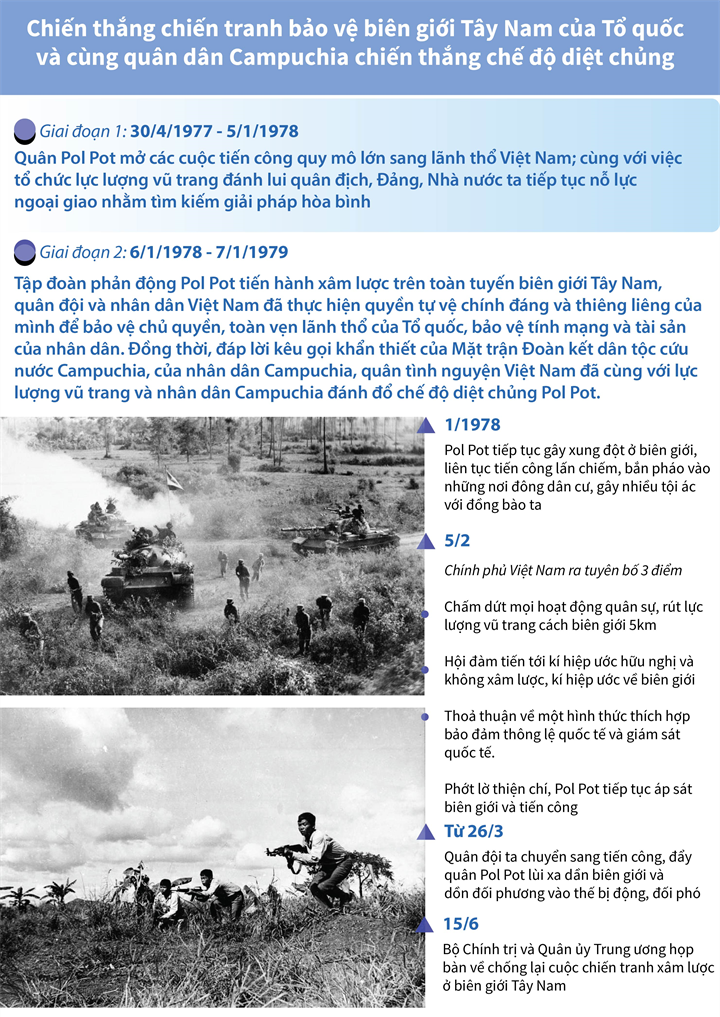 Chiến thắng chiến tranh bảo vệ biên giới Tây Nam của Tổ quốc
và cùng quân dân Campuchia chiến thắng chế độ diệt chủng
Giai đoạn 1: 30/4/1977 - 5/1/1978
Quân Pol Pot mở các cuộc tiến công quy mô lớn sang lãnh thổ Việt Nam; cùng với việc
tổ chức lực lượng vũ trang đánh lui quân địch, Đảng, Nhà nước ta tiếp tục nỗ lực
ngoại giao nhằm tìm kiếm giải pháp hòa bình
Giai đoạn 2: 6/1/1978 - 7/1/1979
Tập đoàn phản động Pol Pot tiến hành xâm lược trên toàn tuyến biên giới Tây Nam,
quân đội và nhân dân Việt Nam đã thực hiện quyền tự vệ chính đáng và thiêng liêng của
mình để bảo vệ chủ quyền, toàn vẹn lãnh thổ của Tổ quốc, bảo vệ tính mạng và tài sản
của nhân dân. Đồng thời, đáp lời kêu gọi khẩn thiết của Mặt trận Đoàn kết dân tộc cứu
nước Campuchia, của nhân dân Campuchia, quân tình nguyện Việt Nam đã cùng với lực
lượng vũ trang và nhân dân Campuchia đánh đổ chế độ diệt chủng Pol Pot.
1/1978
Pol Pot tiếp tục gây xung đột ở biên giới,
liên tục tiến công lấn chiếm, bắn pháo vào
những nơi đông dân cư, gây nhiều tội ác
với đồng bào ta
5/2
Chính phủ Việt Nam ra tuyên bố 3 điểm
Chấm dứt mọi hoạt động quân sự, rút lực
lượng vũ trang cách biên giới 5km
Hội đàm tiến tới kí hiệp ước hữu nghị và
không xâm lược, kí hiệp ước về biên giới
Thoả thuận về một hình thức thích hợp
bảo đảm thông lệ quốc tế và giám sát
quốc tế.
Phớt lờ thiện chí, Pol Pot tiếp tục áp sát
biên giới và tiến công
Từ 26/3
Quân đội ta chuyển sang tiến công, đẩy
quân Pol Pot lùi xa dần biên giới và
dồn đối phương vào thế bị động, đối phó
15/6
Bộ Chính trị và Quân ủy Trung ương họp
bàn về chống lại cuộc chiến tranh xâm lược
ở biên giới Tây Nam